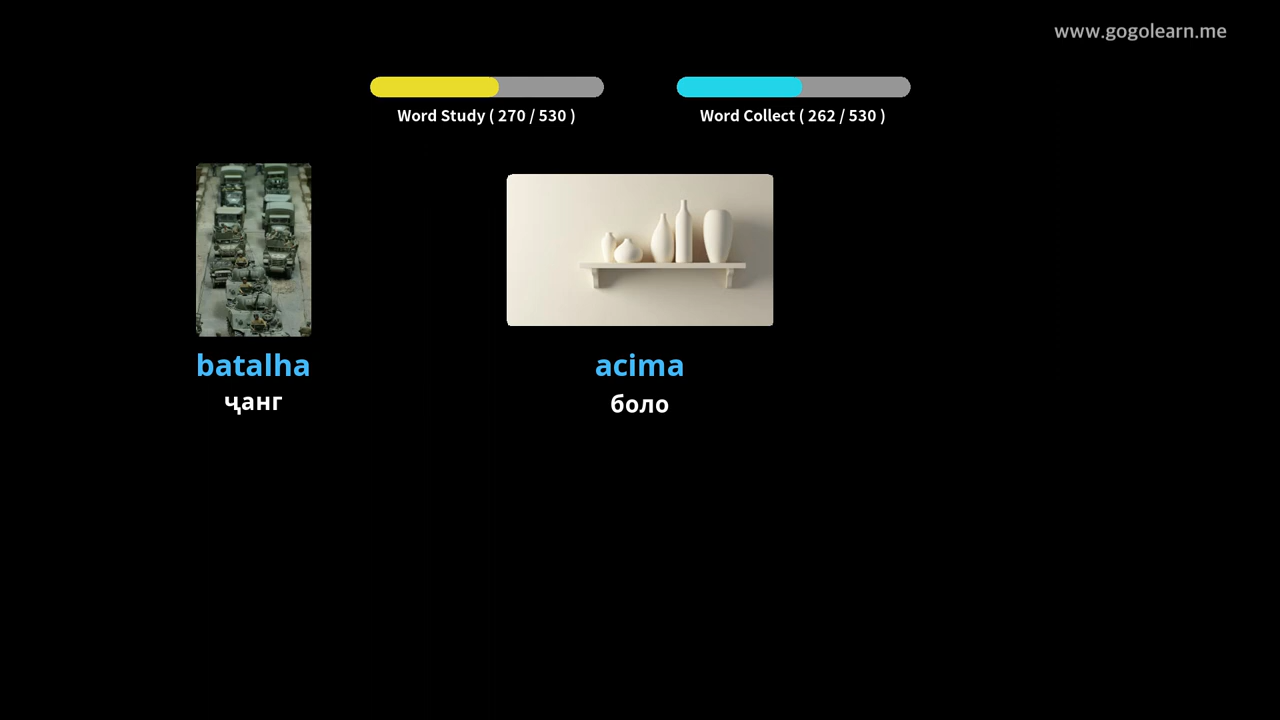 www.gogolearn.me
Word Study ( 270 / 530 )
Word Collect ( 262 / 530 )
batalha
ҷанг
acima
боло